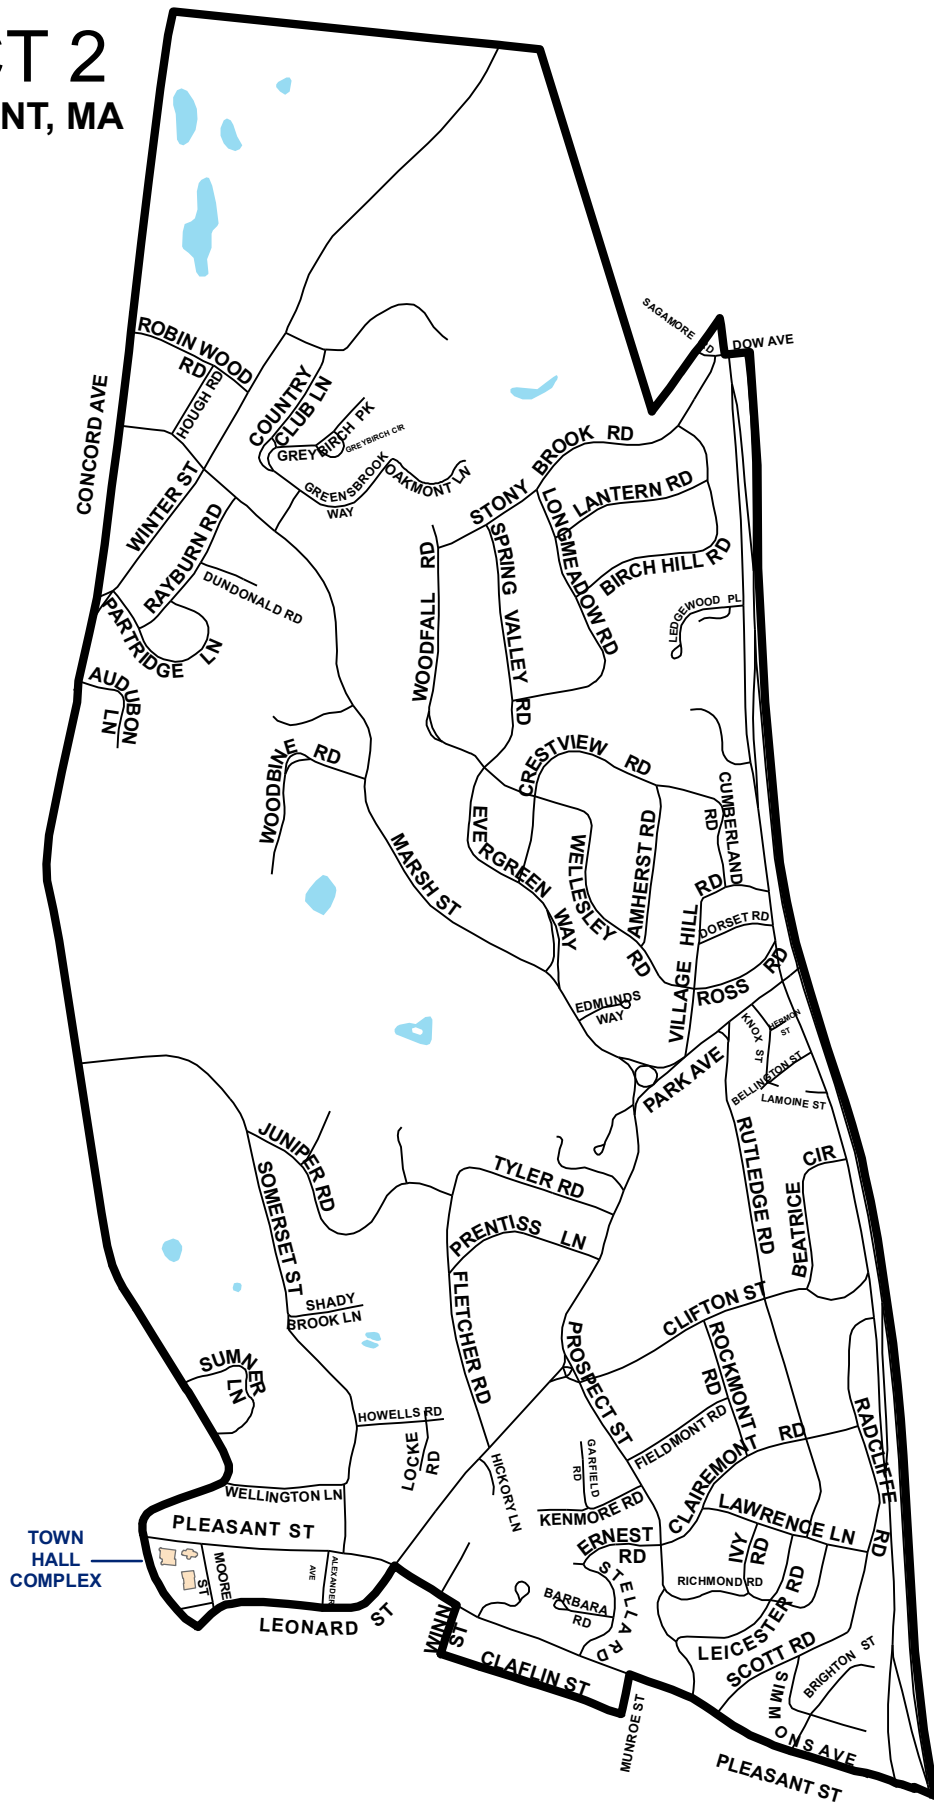 CT 2
NT, MA
SAGAMORE RD
DOW AVE
ROBIN WOOD
RD
HOUGH RD
COUNTRY
CLUB LN
GREYBIRCH PK
GREYBIRCH CIR
GREENSBROOK
WAY
OAKMONT LN
CONCORD AVE
WINTER ST
RAYBURN RD
DUNDONALD RD
PARTRIDGE
LN
AUDUBON
LN
STONY BROOK RD
LANTERN RD
LONGMEADOW RD
BIRCH HILL RD
LEDGEWOOD PL
SPRING VALLEY
RD
WOODFALL RD
WOODBINE RD
CRESTVIEW RD
CUMBERLAND
RD
EVERGREEN WAY
WELLESLEY
RD
AMHERST RD
MARSH ST
VILLAGE HILL
RD
DORSET RD
ROSS RD
EDMUNDS
WAY
PARK AVE
KNOX ST
HERMON
ST
BELLINGTON ST
LAMOINE ST
RUTLEDGE RD
BEATRICE
CIR
JUNIPER RD
SOMERSET ST
TYLER RD
PRENTISS LN
FLETCHER RD
SHADY
BROOK LN
CLIFTON ST
PROSPECT ST
ROCKMONT
RD
FIELDMONT RD
SUMNER
LN
HOWELLS RD
LOCKE
RD
HICKORY LN
GARFIELD
RD
KENMORE RD
CLAIREMONT RD
RADCLIFFE
RD
WELLINGTON LN
PLEASANT ST
LAWRENCE LN
ERNEST
RD
IVY
RD
RICHMOND RD
TOWN
HALL
COMPLEX
MOORE
ST
ALEXANDER
AVE
LEONARD ST
WINN
ST
CLAFLIN ST
BARBARA
RD
STELLA RD
LEICESTER RD
SCOTT RD
SIMMONS AVE
BRIGHTON ST
MUNROE ST
PLEASANT ST